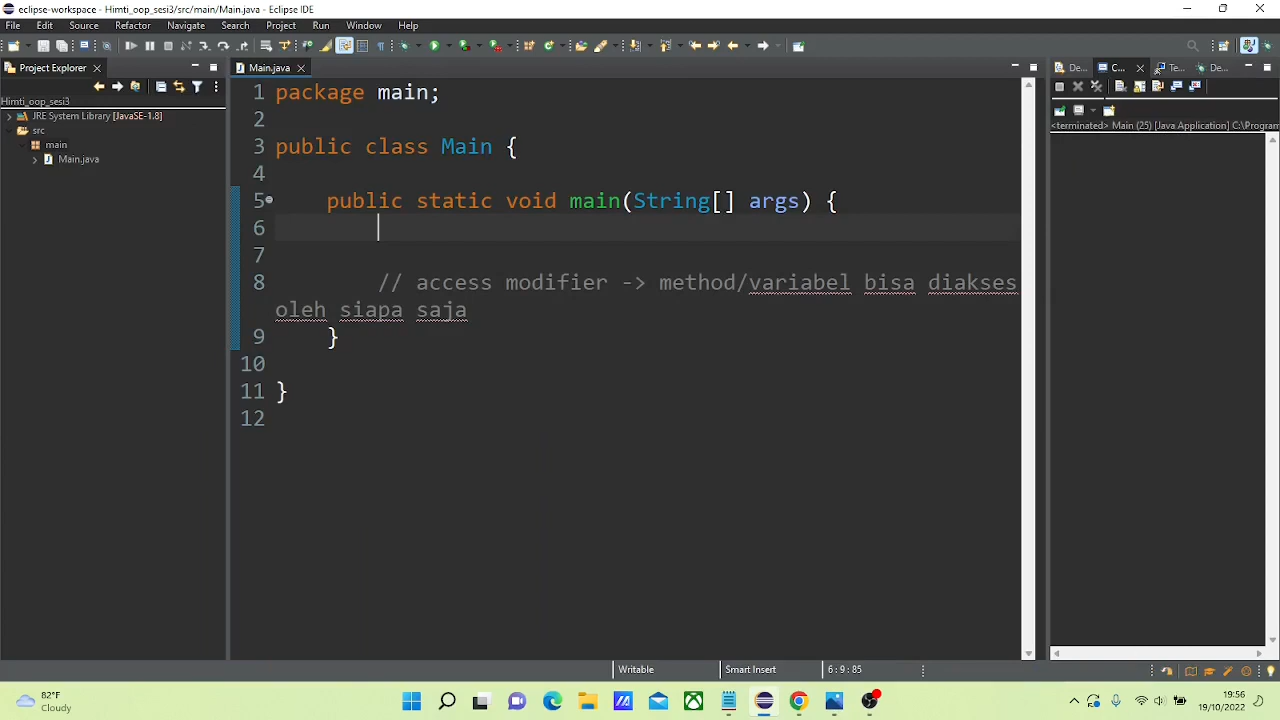 eclipse-workspace - Himti_oop_sesi3/src/main/Main.java - Eclipse IDE
File Edit Source Refactor Navigate Search Project Run Window Help
Project Explorer
Himti_oop_sesi3
JRE System Library [JavaSE-1.8]
src
main
Main.java
Main.java
1 package main;
2
3 public class Main {
4
5 public static void main(String[] args) {
6
7
8 // access modifier -> method/variabel bisa diakses
oleh siapa saja
9 }
10
11 }
12
De... C... Te... De...
<terminated> Main (25) [Java Application] C:\Program
Writable Smart Insert 6:9:85
82°F
Cloudy
19:56
19/10/2022